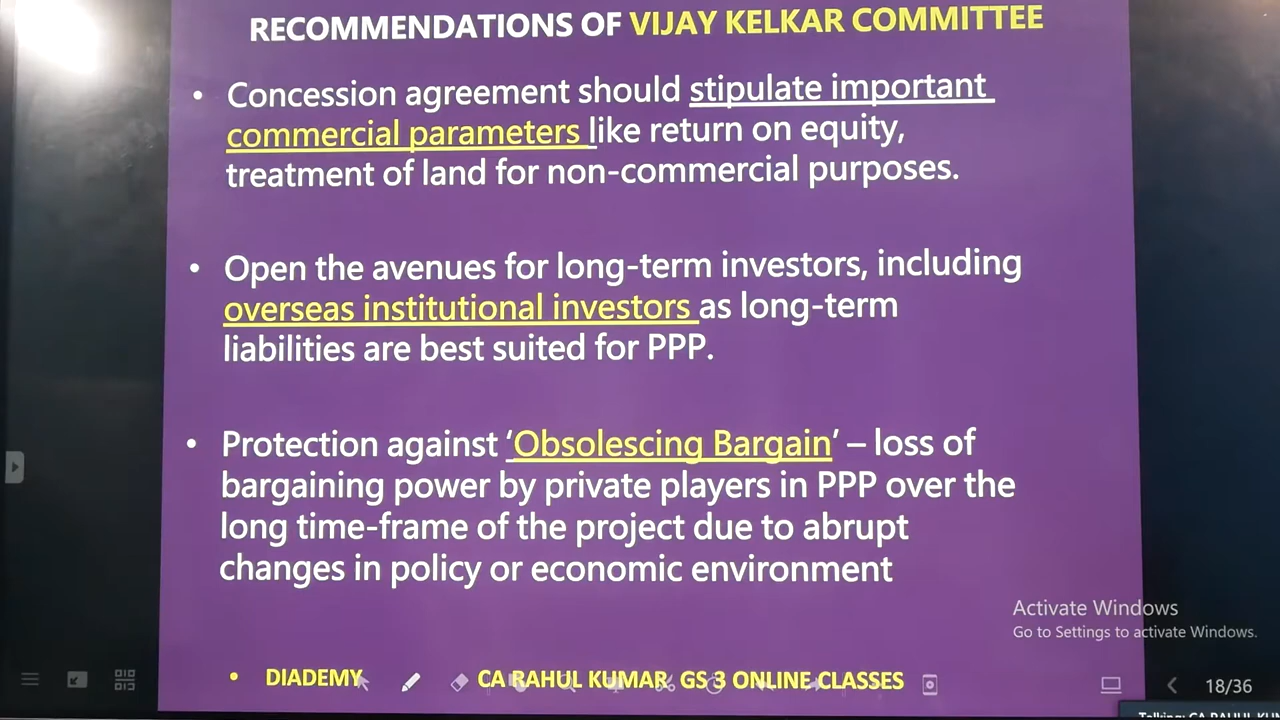 RECOMMENDATIONS OF VIJAY KELKAR COMMITTEE
• Concession agreement should stipulate important
commercial parameters like return on equity,
treatment of land for non-commercial purposes.
• Open the avenues for long-term investors, including
overseas institutional investors as long-term
liabilities are best suited for PPP.
• Protection against ‘Obsolescing Bargain’ – loss of
bargaining power by private players in PPP over the
long time-frame of the project due to abrupt
changes in policy or economic environment
Activate Windows
Go to Settings to activate Windows.
• DIADEMY CA RAHUL KUMAR, GS 3 ONLINE CLASSES
18/36